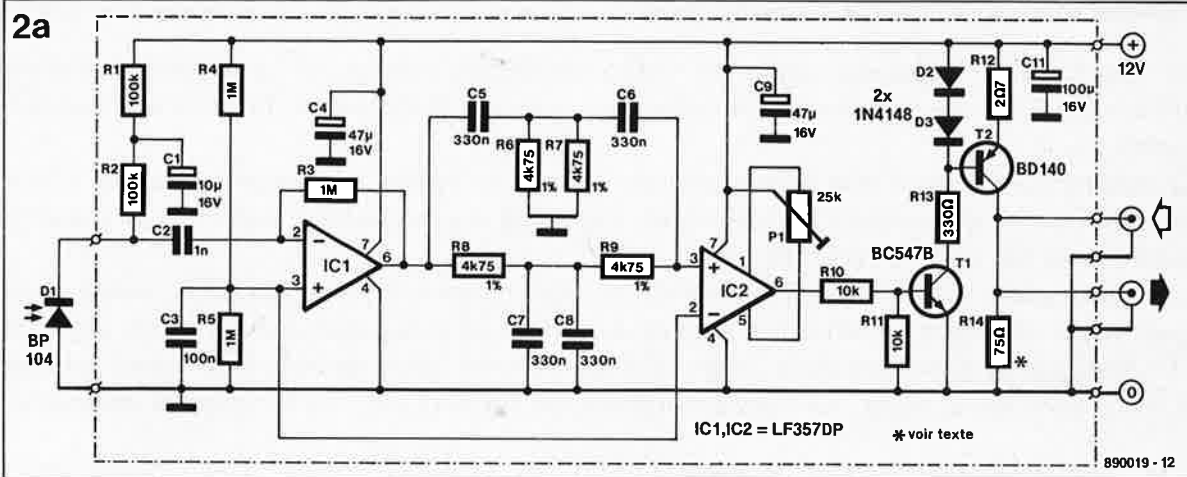 2a
R1
100k
R4
1M
C4
47µ
16V
C5
330n
C6
330n
R6
4k75
1%
R7
4k75
1%
C9
47µ
16V
2x
1N4148
D2
D3
R12
2Ω7
C11
100µ
16V
+
12V
T2
BD140
R2
100k
C1
10µ
16V
R3
1M
C2
1n
2
−
IC1
7
6
3
+
4
R8
4k75
1%
R9
4k75
1%
25k
P1
R13
330Ω
BC547B
T1
7
3
+
1
IC2
6
2
−
5
4
R10
10k
R11
10k
R14
75Ω
*
D1
BP
104
C3
100n
R5
1M
C7
330n
C8
330n
0
IC1,IC2 = LF357DP
* voir texte
890019 - 12